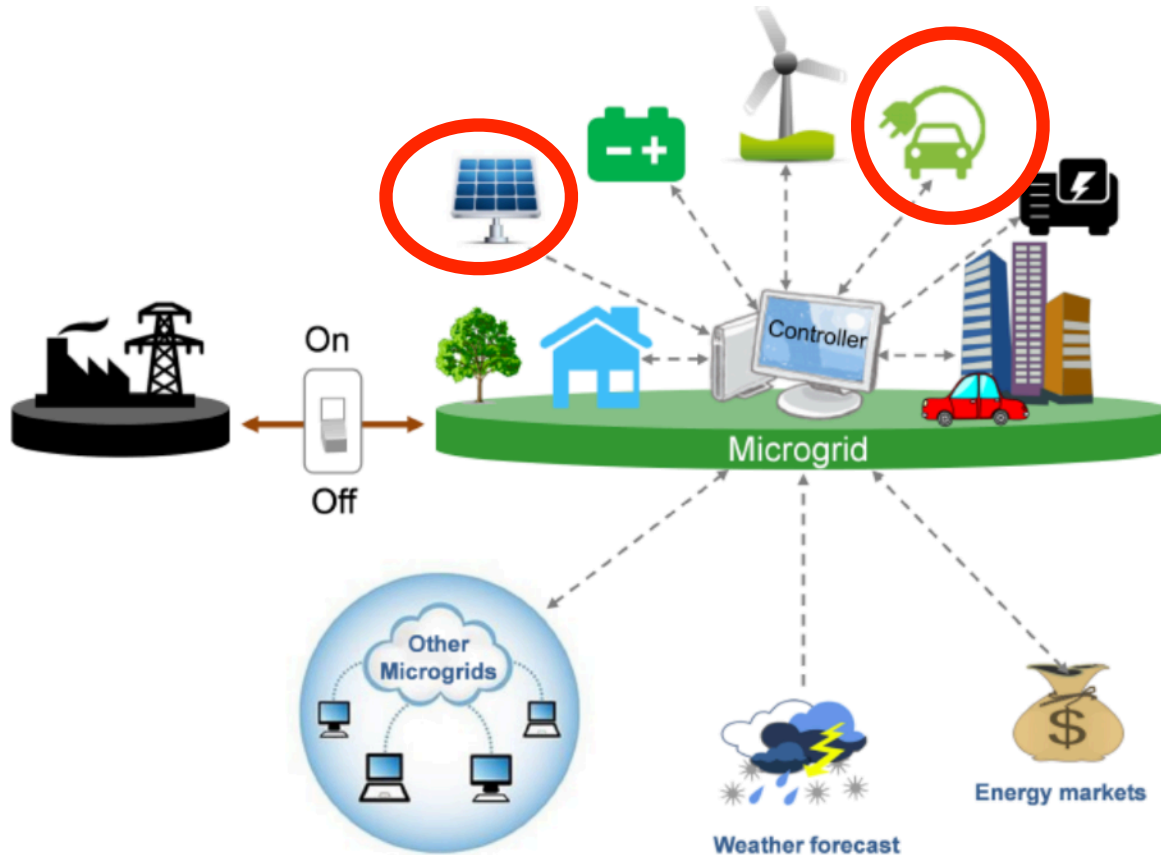 On
Off
Controller
Microgrid
Other
Microgrids
$
Energy markets
Weather forecast